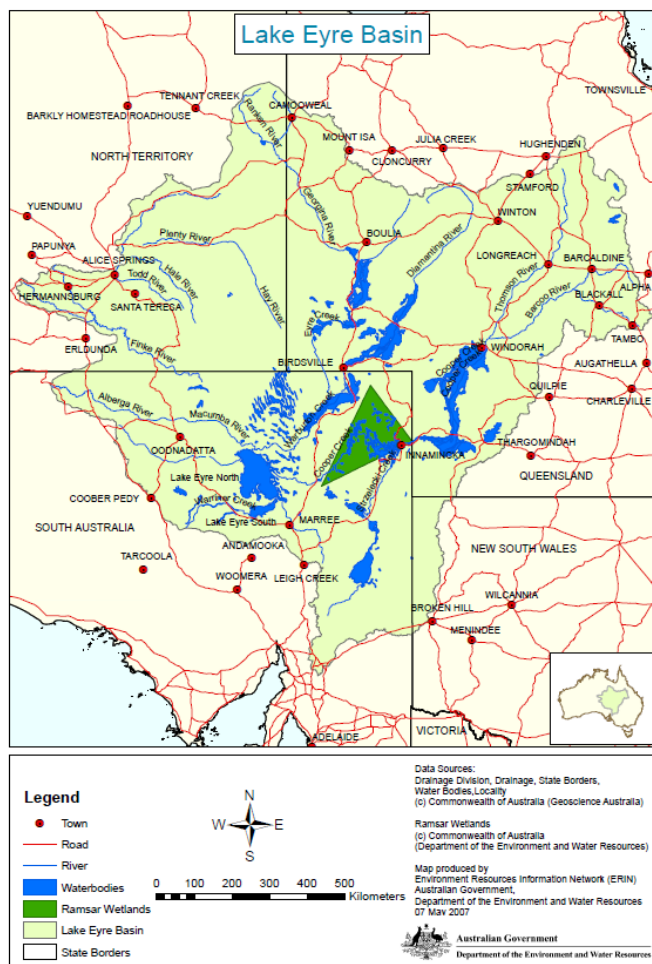 Lake Eyre Basin
TENNANT CREEK
CAMOOWEAL
TOWNSVILLE
BARKLY HOMESTEAD ROADHOUSE
Rankin River
MOUNT ISA
JULIA CREEK
HUGHENDEN
NORTH TERRITORY
CLONCURRY
STAMFORD
YUENDUMU
Georgina River
WINTON
BOULIA
Plenty River
Diamantina River
PAPUNYA
ALICE SPRINGS
LONGREACH
BARCALDINE
Todd River
Hale River
Thomson River
HERMANNSBURG
SANTA TERESA
Hay River
Barcoo River
ALPHA
BLACKALL
Eyre Creek
TAMBO
Finke River
ERLDUNDA
WINDORAH
BIRDSVILLE
Cooper Creek
AUGATHELLA
QUILPIE
CHARLEVILLE
Alberga River
Macumba River
Warburton Creek
OODNADATTA
Cooper Creek
THARGOMINDAH
INNAMINCKA
Lake Eyre North
QUEENSLAND
COOBER PEDY
Warriner Creek
Strzelecki Creek
Lake Eyre South
MARREE
SOUTH AUSTRALIA
ANDAMOOKA
NEW SOUTH WALES
TARCOOLA
LEIGH CREEK
WOOMERA
WILCANNIA
BROKEN HILL
MENINDEE
VICTORIA
ADELAIDE
Legend
Town
Road
River
Waterbodies
Ramsar Wetlands
Lake Eyre Basin
State Borders
N
W E
S
0 100 200 300 400 500
Kilometers
Data Sources:
Drainage Division, Drainage, State Borders,
Water Bodies,Locality
(c) Commonwealth of Australia (Geoscience Australia)
Ramsar Wetlands
(c) Commonwealth of Australia
(Department of the Environment and Water Resources)
Map produced by
Environment Resources Information Network (ERIN)
Australian Government,
Department of the Environment and Water Resources
07 May 2007
Australian Government
Department of the Environment and Water Resources